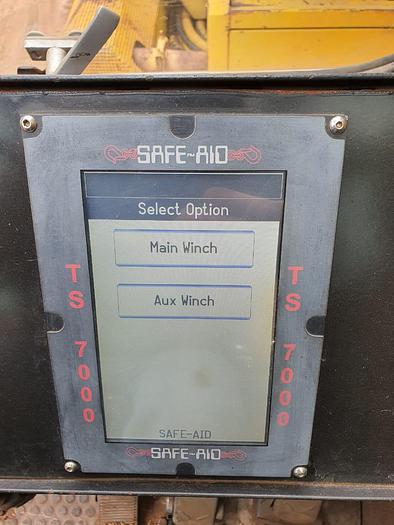 SAFE~AID
Select Option
Main Winch
Aux Winch
TS 7000
TS 7000
SAFE-AID
SAFE~AID